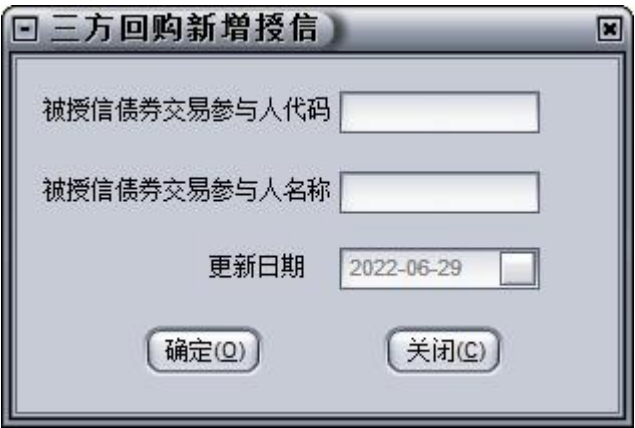 三方回购新增授信
被授信债券交易参与人代码
被授信债券交易参与人名称
更新日期 2022-06-29
确定(O) 关闭(C)